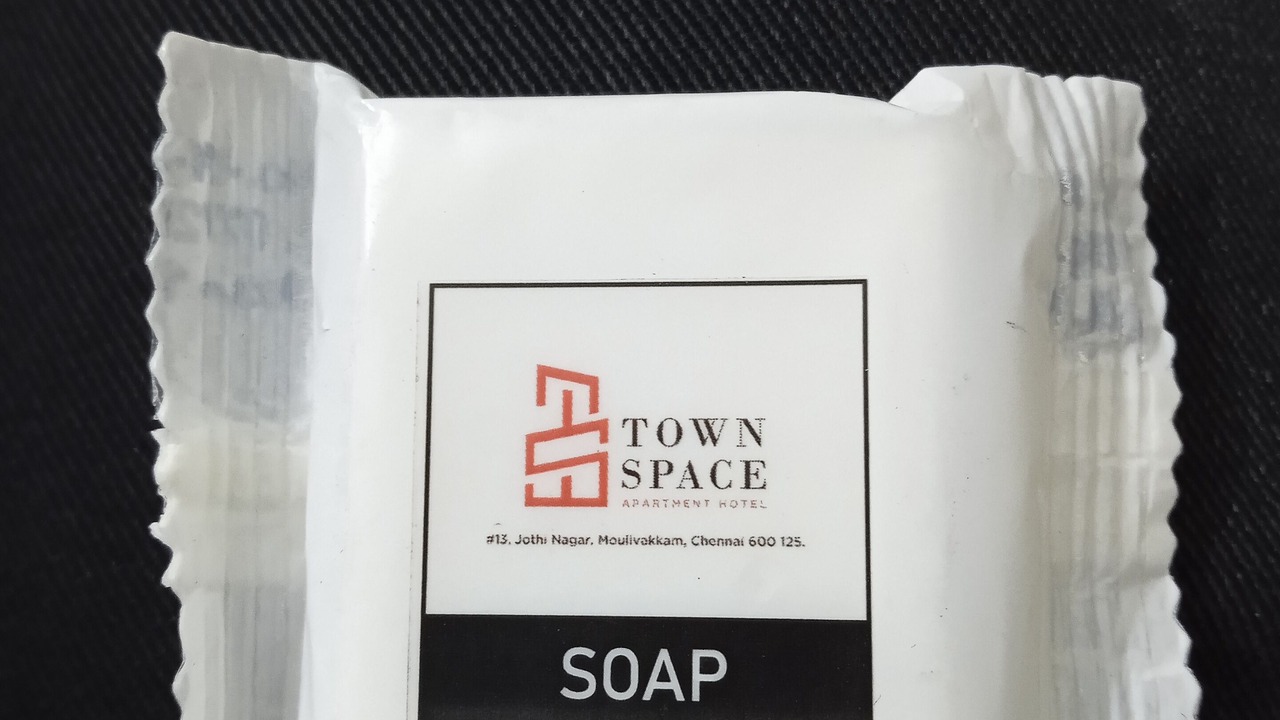 TOWN
SPACE
APARTMENT HOTEL
#13, Jothi Nagar, Moulivakkam, Chennai 600 125.
SOAP